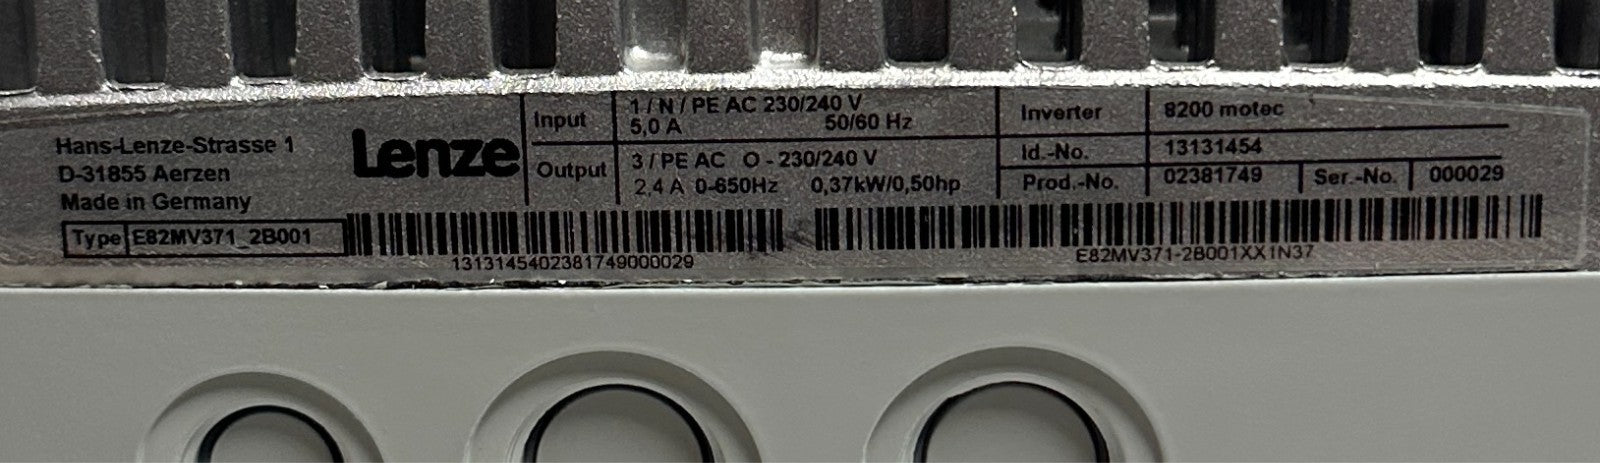 Hans-Lenze-Strasse 1
D-31855 Aerzen
Made in Germany
Lenze
Type E82MV371_2B001
Input 1 / N / PE AC 230/240 V
5,0 A 50/60 Hz
Output 3 / PE AC O - 230/240 V
2,4 A 0-650Hz 0,37kW/0,50hp
Inverter 8200 motec
Id.-No. 13131454
Prod.-No. 02381749 Ser.-No. 000029
1313145402381749000029
E82MV371-2B001XX1N37